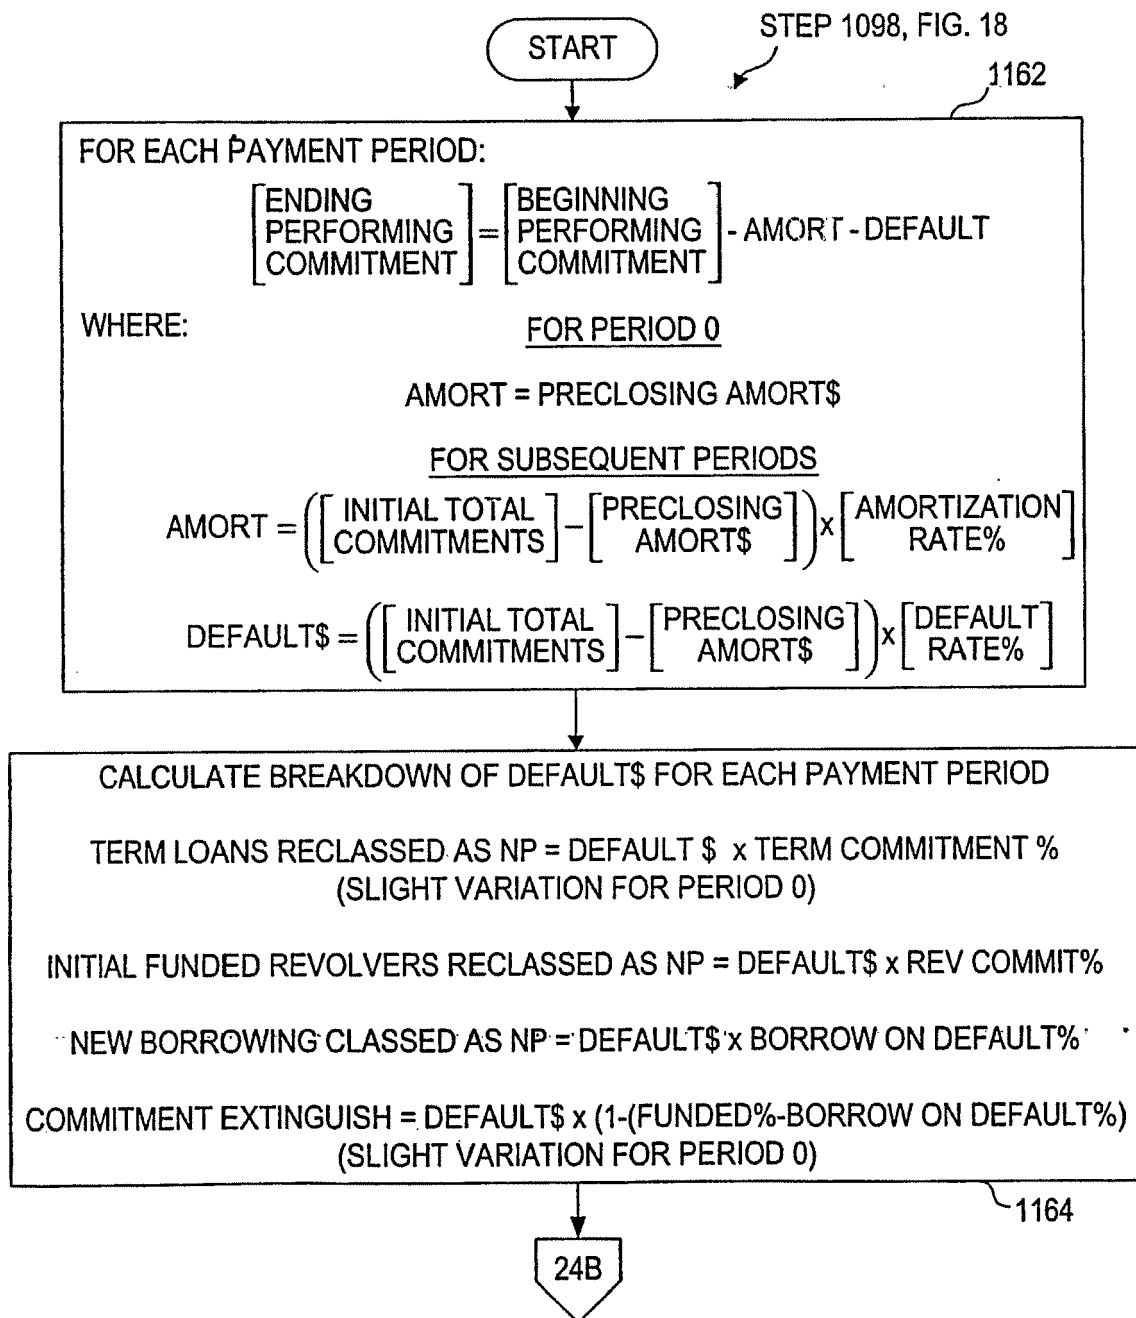 START
STEP 1098, FIG. 18
1162
FOR EACH PAYMENT PERIOD:
[ENDING PERFORMING COMMITMENT] = [BEGINNING PERFORMING COMMITMENT] - AMORT - DEFAULT
WHERE:
FOR PERIOD 0
AMORT = PRECLOSING AMORT$
FOR SUBSEQUENT PERIODS
AMORT = ([INITIAL TOTAL COMMITMENTS] - [PRECLOSING AMORT$]) x [AMORTIZATION RATE%]
DEFAULT$ = ([INITIAL TOTAL COMMITMENTS] - [PRECLOSING AMORT$]) x [DEFAULT RATE%]
CALCULATE BREAKDOWN OF DEFAULT$ FOR EACH PAYMENT PERIOD
TERM LOANS RECLASSED AS NP = DEFAULT $ x TERM COMMITMENT %
(SLIGHT VARIATION FOR PERIOD 0)
INITIAL FUNDED REVOLVERS RECLASSED AS NP = DEFAULT$ x REV COMMIT%
NEW BORROWING CLASSED AS NP = DEFAULT$ x BORROW ON DEFAULT%
COMMITMENT EXTINGUISH = DEFAULT$ x (1-(FUNDED%-BORROW ON DEFAULT%)
(SLIGHT VARIATION FOR PERIOD 0)
1164
24B